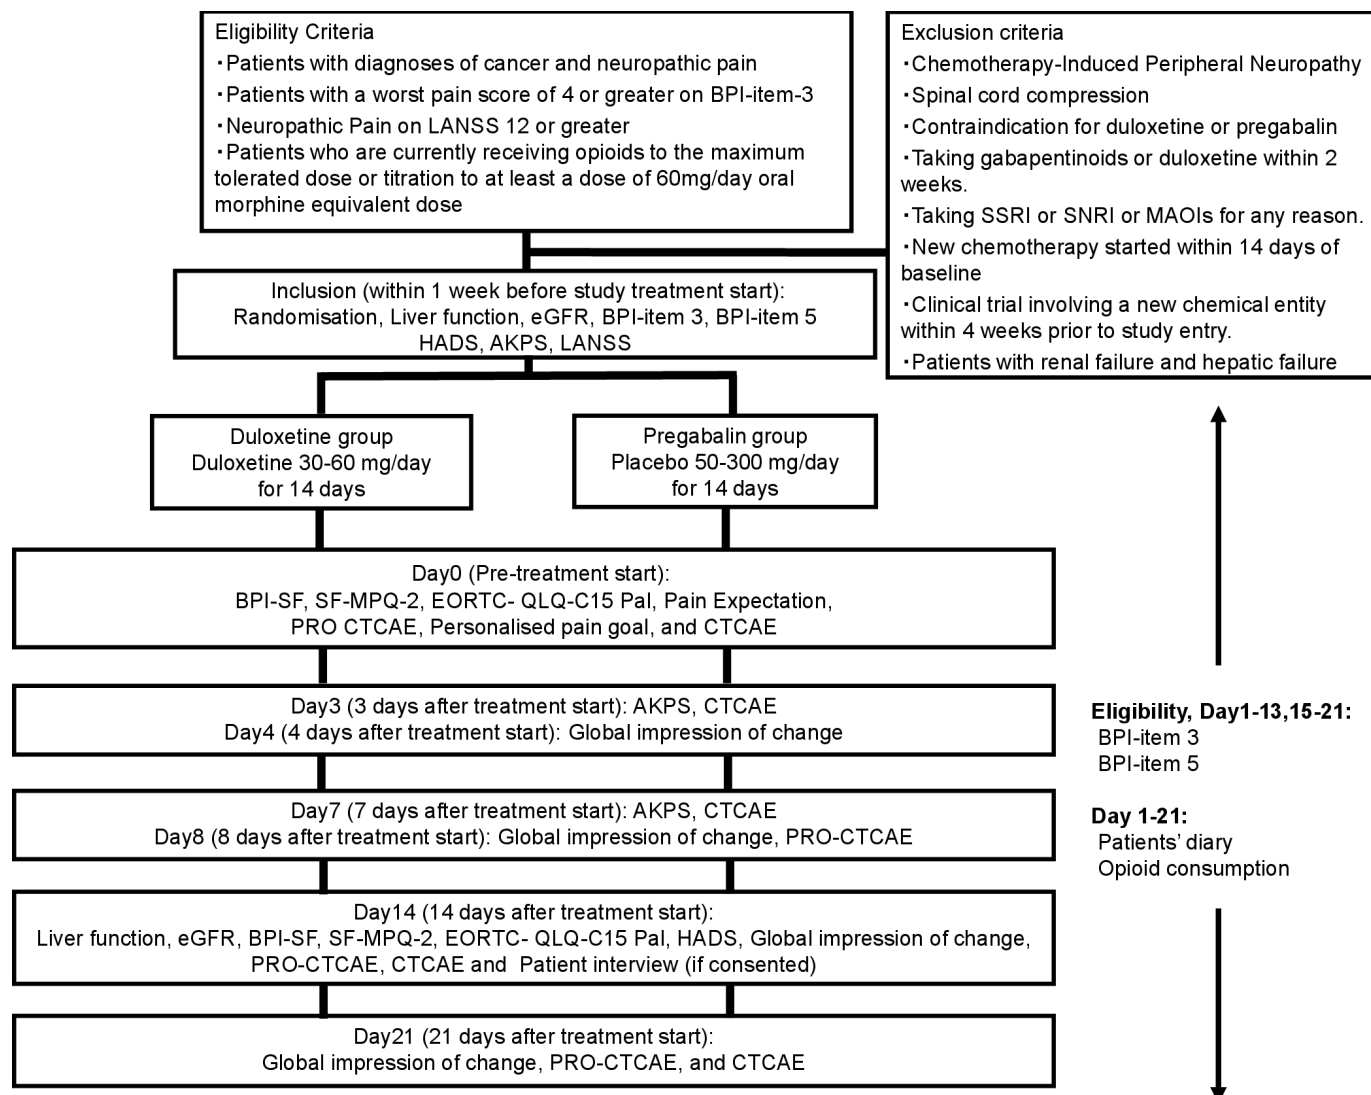 Eligibility Criteria
・Patients with diagnoses of cancer and neuropathic pain
・Patients with a worst pain score of 4 or greater on BPI-item-3
・Neuropathic Pain on LANSS 12 or greater
・Patients who are currently receiving opioids to the maximum
tolerated dose or titration to at least a dose of 60mg/day oral
morphine equivalent dose
Exclusion criteria
・Chemotherapy-Induced Peripheral Neuropathy
・Spinal cord compression
・Contraindication for duloxetine or pregabalin
・Taking gabapentinoids or duloxetine within 2
weeks.
・Taking SSRI or SNRI or MAOIs for any reason.
・New chemotherapy started within 14 days of
baseline
・Clinical trial involving a new chemical entity
within 4 weeks prior to study entry.
・Patients with renal failure and hepatic failure
Inclusion (within 1 week before study treatment start):
Randomisation, Liver function, eGFR, BPI-item 3, BPI-item 5
HADS, AKPS, LANSS
Duloxetine group
Duloxetine 30-60 mg/day
for 14 days
Pregabalin group
Placebo 50-300 mg/day
for 14 days
Day0 (Pre-treatment start):
BPI-SF, SF-MPQ-2, EORTC- QLQ-C15 Pal, Pain Expectation,
PRO CTCAE, Personalised pain goal, and CTCAE
Day3 (3 days after treatment start): AKPS, CTCAE
Day4 (4 days after treatment start): Global impression of change
Day7 (7 days after treatment start): AKPS, CTCAE
Day8 (8 days after treatment start): Global impression of change, PRO-CTCAE
Day14 (14 days after treatment start):
Liver function, eGFR, BPI-SF, SF-MPQ-2, EORTC- QLQ-C15 Pal, HADS, Global impression of change,
PRO-CTCAE, CTCAE and Patient interview (if consented)
Day21 (21 days after treatment start):
Global impression of change, PRO-CTCAE, and CTCAE
Eligibility, Day1-13,15-21:
BPI-item 3
BPI-item 5
Day 1-21:
Patients' diary
Opioid consumption